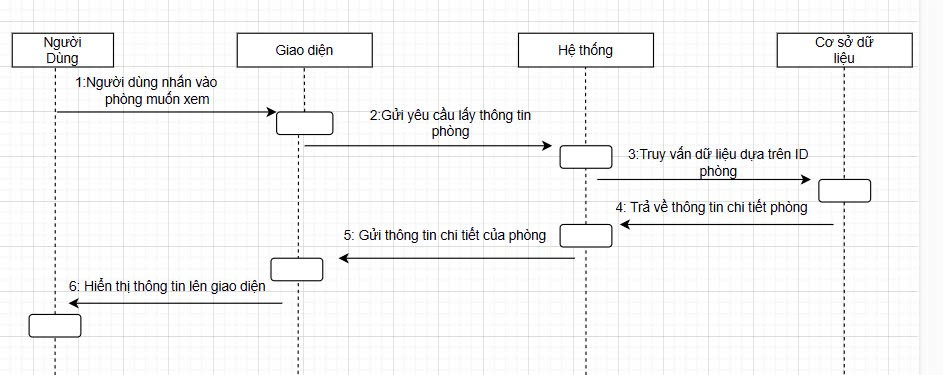 Người
Dùng
Giao diện
Hệ thống
Cơ sở dữ
liệu
1:Người dùng nhấn vào
phòng muốn xem
2:Gửi yêu cầu lấy thông tin
phòng
3:Truy vấn dữ liệu dựa trên ID
phòng
4: Trả về thông tin chi tiết phòng
5: Gửi thông tin chi tiết của phòng
6: Hiển thị thông tin lên giao diện